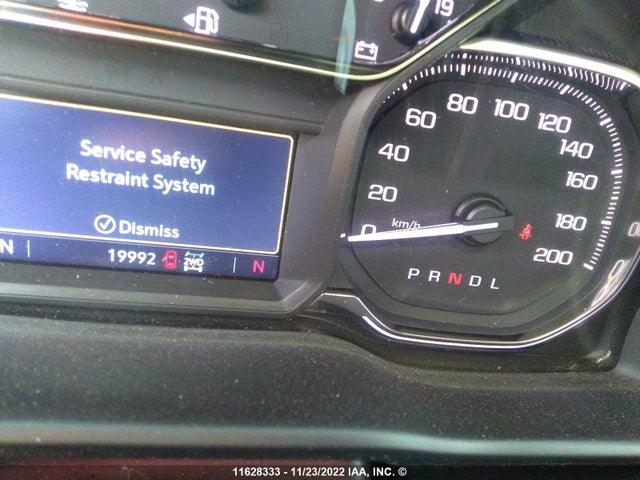 19
Service Safety
Restraint System
Dismiss
N 19992 2WD N
0 20 40 60 80 100 120 140 160 180 200
km/h
P R N D L
11628333 - 11/23/2022 IAA, INC. ©